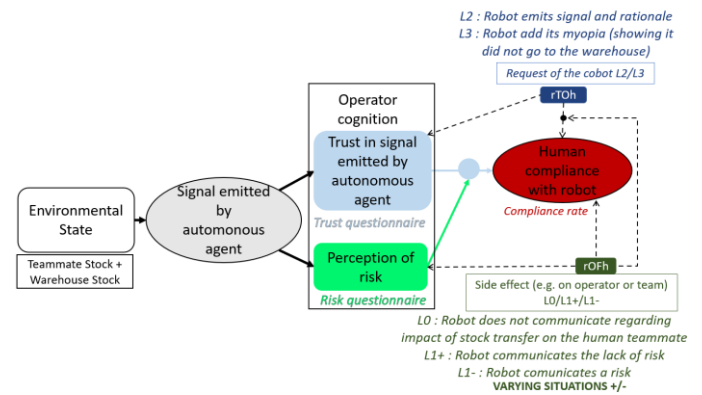 L2 : Robot emits signal and rationale
L3 : Robot add its myopia (showing it
did not go to the warehouse)
Request of the cobot L2/L3
rTOh
Operator
cognition
Trust in signal
emitted by
autonomous
agent
Trust questionnaire
Human
compliance
with robot
Compliance rate
Signal emitted
by
automonous
agent
Environmental
State
Teammate Stock +
Warehouse Stock
Perception of
risk
Risk questionnaire
rOFh
Side effect (e.g. on operator or team)
L0/L1+/L1-
L0 : Robot does not communicate regarding
impact of stock transfer on the human teammate
L1+ : Robot communicates the lack of risk
L1- : Robot comunicates a risk
VARYING SITUATIONS +/-